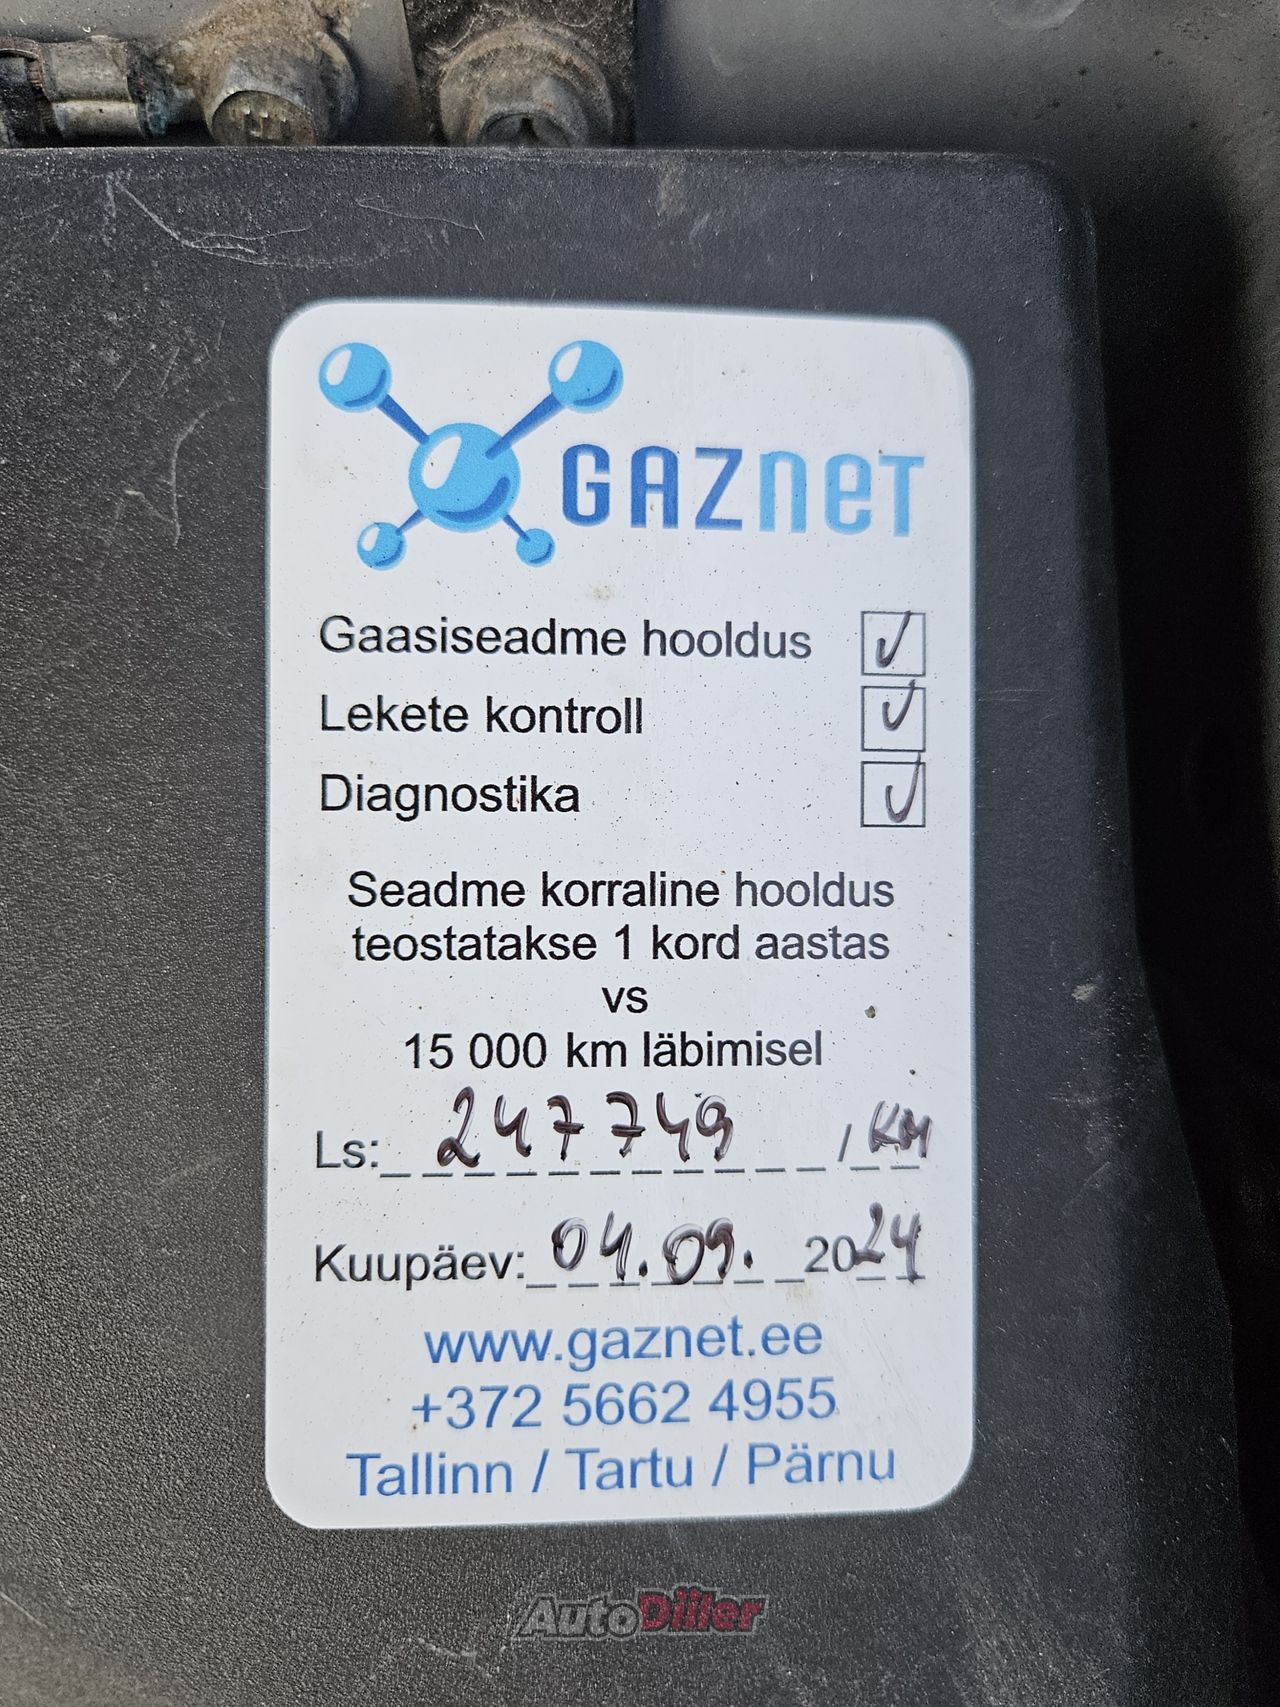 GAZNET
Gaasiseadme hooldus
Lekete kontroll
Diagnostika
Seadme korraline hooldus
teostatakse 1 kord aastas
vs
15 000 km läbimisel
Ls: 247749 / KM
Kuupäev: 04.09. 2024
www.gaznet.ee
+372 5662 4955
Tallinn / Tartu / Pärnu
AutoDiiler